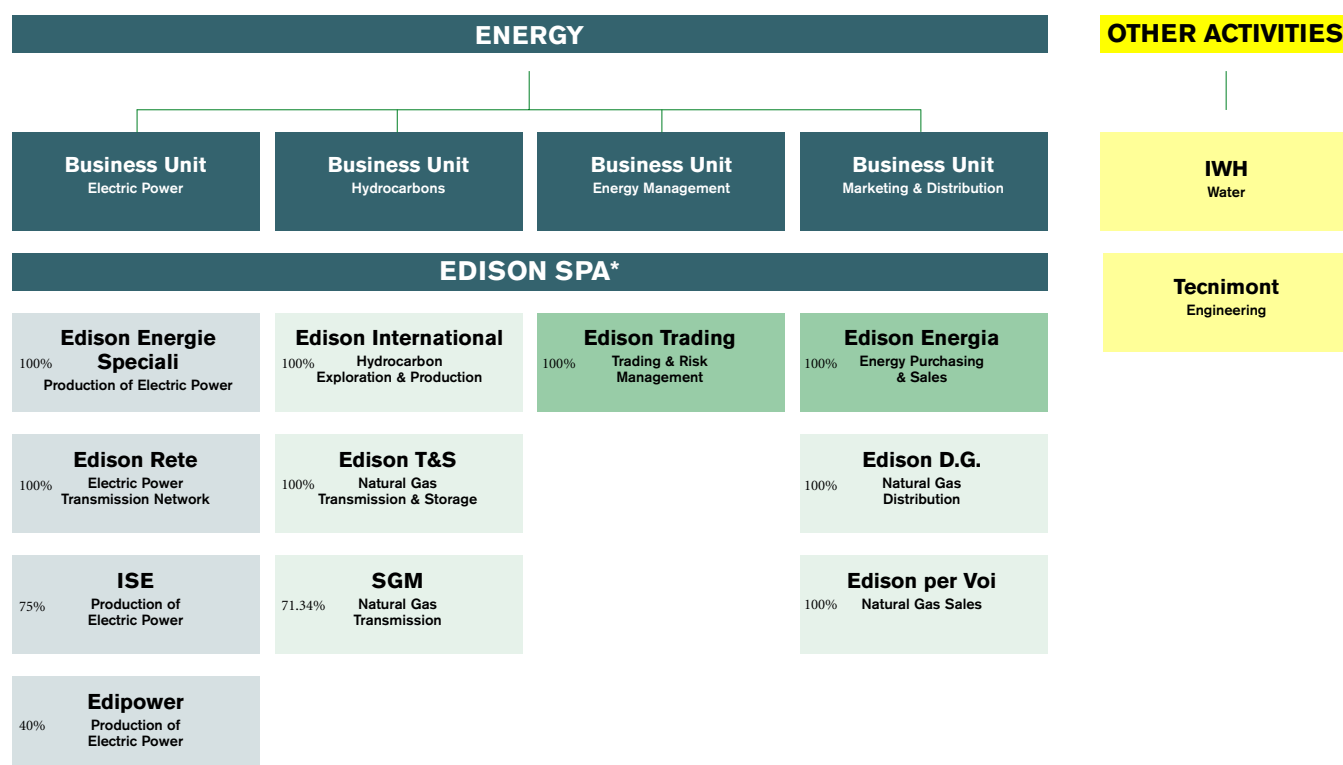 ENERGY
OTHER ACTIVITIES
Business Unit
Electric Power
Business Unit
Hydrocarbons
Business Unit
Energy Management
Business Unit
Marketing & Distribution
IWH
Water
EDISON SPA*
Tecnimont
Engineering
Edison Energie
Speciali
100%
Production of Electric Power
Edison International
100%
Hydrocarbon
Exploration & Production
Edison Trading
100%
Trading & Risk
Management
Edison Energia
100%
Energy Purchasing
& Sales
Edison Rete
100%
Electric Power
Transmission Network
Edison T&S
100%
Natural Gas
Transmission & Storage
Edison D.G.
100%
Natural Gas
Distribution
ISE
75%
Production of
Electric Power
SGM
71.34%
Natural Gas
Transmission
Edison per Voi
100%
Natural Gas Sales
Edipower
40%
Production of
Electric Power